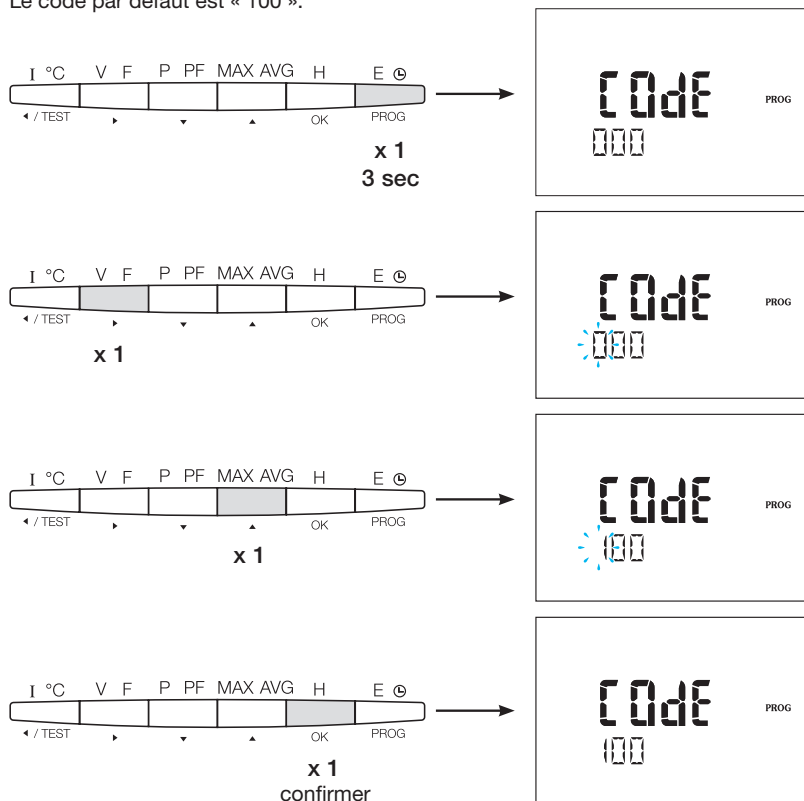 Le code par défaut est « 100 ».
I °C V F P PF MAX AVG H E
/ TEST OK PROG
x 1
3 sec
CODE PROG
000
I °C V F P PF MAX AVG H E
/ TEST OK PROG
x 1
CODE PROG
000
I °C V F P PF MAX AVG H E
/ TEST OK PROG
x 1
CODE PROG
100
I °C V F P PF MAX AVG H E
/ TEST OK PROG
x 1
confirmer
CODE PROG
100